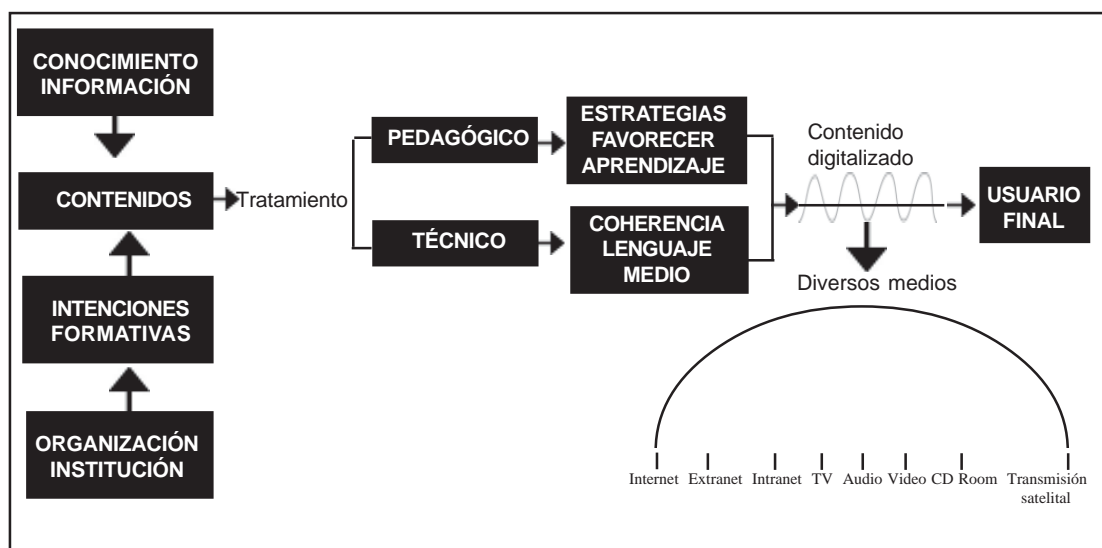 CONOCIMIENTO
INFORMACIÓN
CONTENIDOS
INTENCIONES
FORMATIVAS
ORGANIZACIÓN
INSTITUCIÓN
Tratamiento
PEDAGÓGICO
TÉCNICO
ESTRATEGIAS
FAVORECER
APRENDIZAJE
COHERENCIA
LENGUAJE
MEDIO
Contenido
digitalizado
USUARIO
FINAL
Diversos medios
Internet Extranet Intranet TV Audio Video CD Room Transmisión
satelital